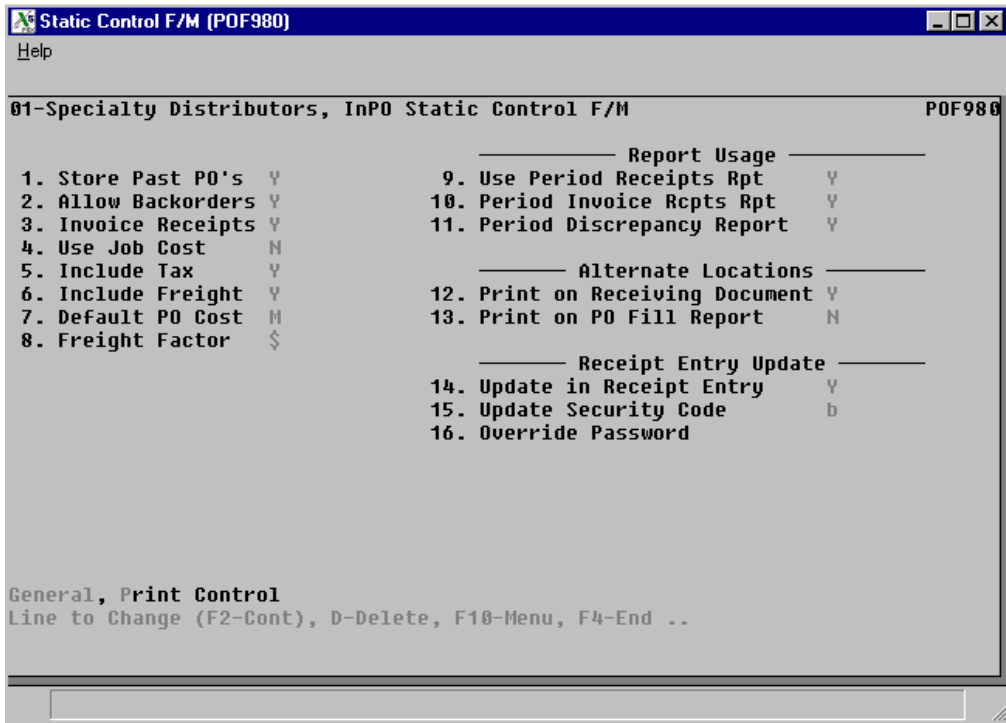 Static Control F/M (POF980)
Help
01-Specialty Distributors, InPO Static Control F/M POF980
Report Usage
1. Store Past PO's Y 9. Use Period Receipts Rpt Y
2. Allow Backorders Y 10. Period Invoice Rcpts Rpt Y
3. Invoice Receipts Y 11. Period Discrepancy Report Y
4. Use Job Cost N
5. Include Tax Y Alternate Locations
6. Include Freight Y 12. Print on Receiving Document Y
7. Default PO Cost M 13. Print on PO Fill Report N
8. Freight Factor $
Receipt Entry Update
14. Update in Receipt Entry Y
15. Update Security Code b
16. Override Password
General, Print Control
Line to Change (F2-Cont), D-Delete, F10-Menu, F4-End ..